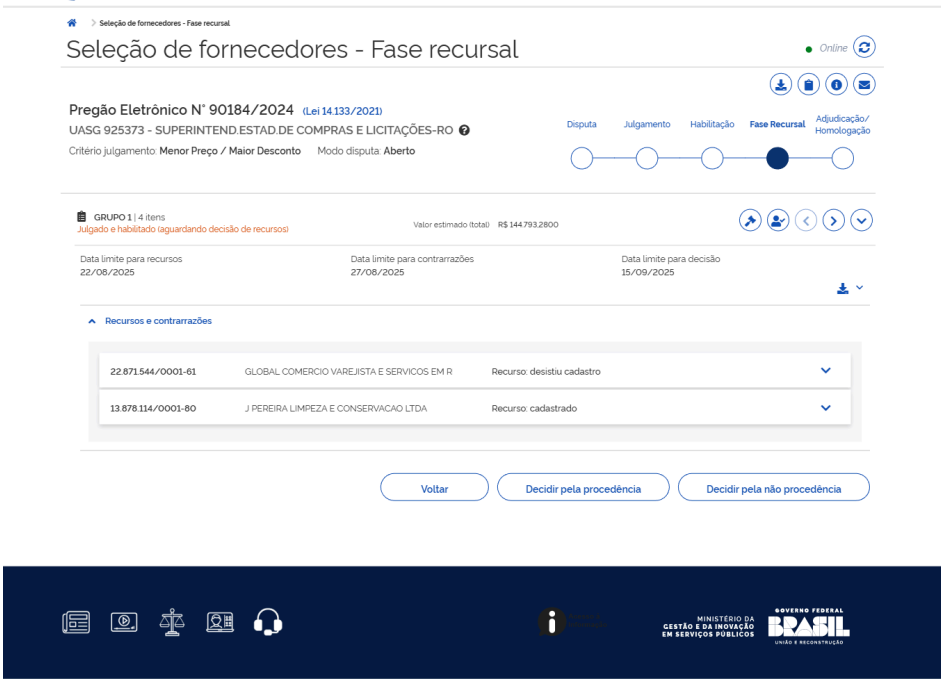 Seleção de fornecedores - Fase recursal
Seleção de fornecedores - Fase recursal
Online
Pregão Eletrônico N° 90184/2024 (Lei 14.133/2021)
UASG 925373 - SUPERINTEND.ESTAD.DE COMPRAS E LICITAÇÕES-RO
Critério julgamento: Menor Preço / Maior Desconto Modo disputa: Aberto
Disputa Julgamento Habilitação Fase Recursal Adjudicação/
Homologação
GRUPO 1 | 4 itens
Julgado e habilitado (aguardando decisão de recursos)
Valor estimado (total) R$ 144.793,2800
Data limite para recursos Data limite para contrarrazões Data limite para decisão
22/08/2025 27/08/2025 15/09/2025
Recursos e contrarrazões
22.871.544/0001-61 GLOBAL COMERCIO VAREJISTA E SERVICOS EM R Recurso: desistiu cadastro
13.878.114/0001-80 J PEREIRA LIMPEZA E CONSERVACAO LTDA Recurso: cadastrado
Voltar Decidir pela procedência Decidir pela não procedência
MINISTÉRIO DA
GESTÃO E DA INOVAÇÃO
EM SERVIÇOS PÚBLICOS
GOVERNO FEDERAL
BRASIL
UNIÃO E RECONSTRUÇÃO